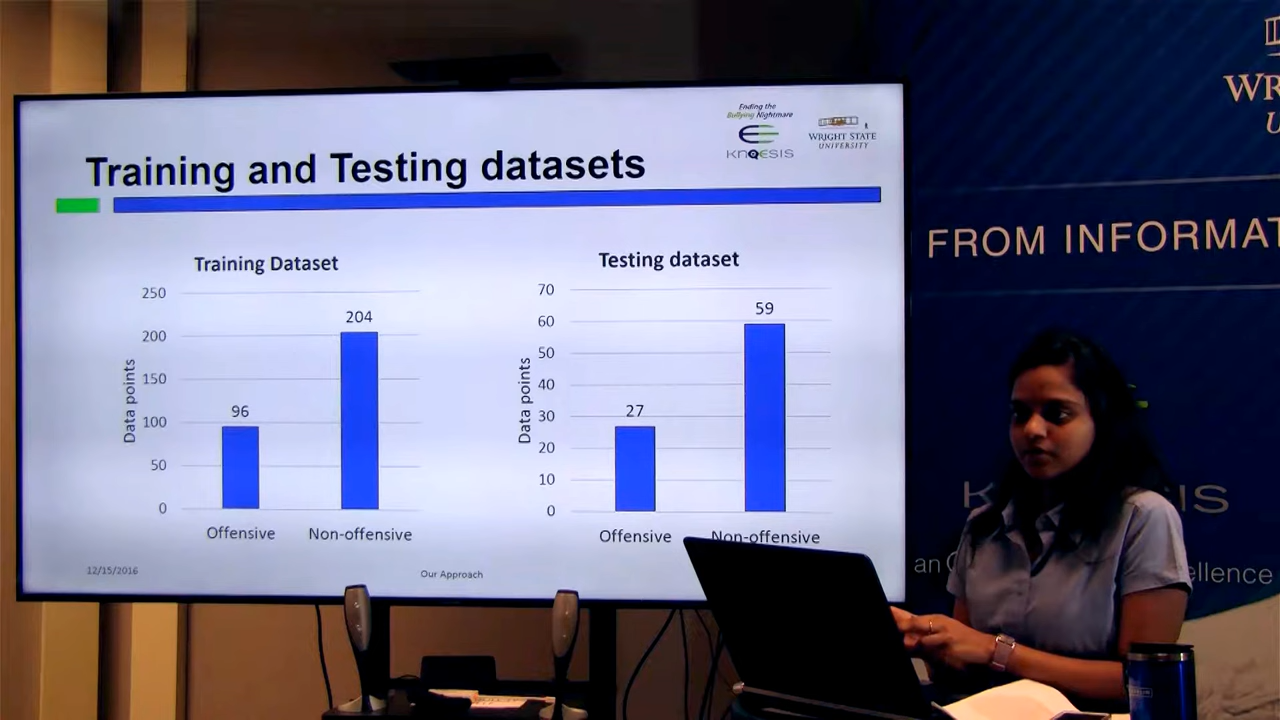 Ending the
Bullying Nightmare
KNOESIS
WRIGHT STATE
UNIVERSITY
Training and Testing datasets
Training Dataset
250
200
150
100
50
0
Data points
96
204
Offensive
Non-offensive
Testing dataset
70
60
50
40
30
20
10
0
Data points
27
59
Offensive
Non-offensive
12/15/2016
Our Approach
WR
U
FROM INFORMAT
K
IS
an
ellence